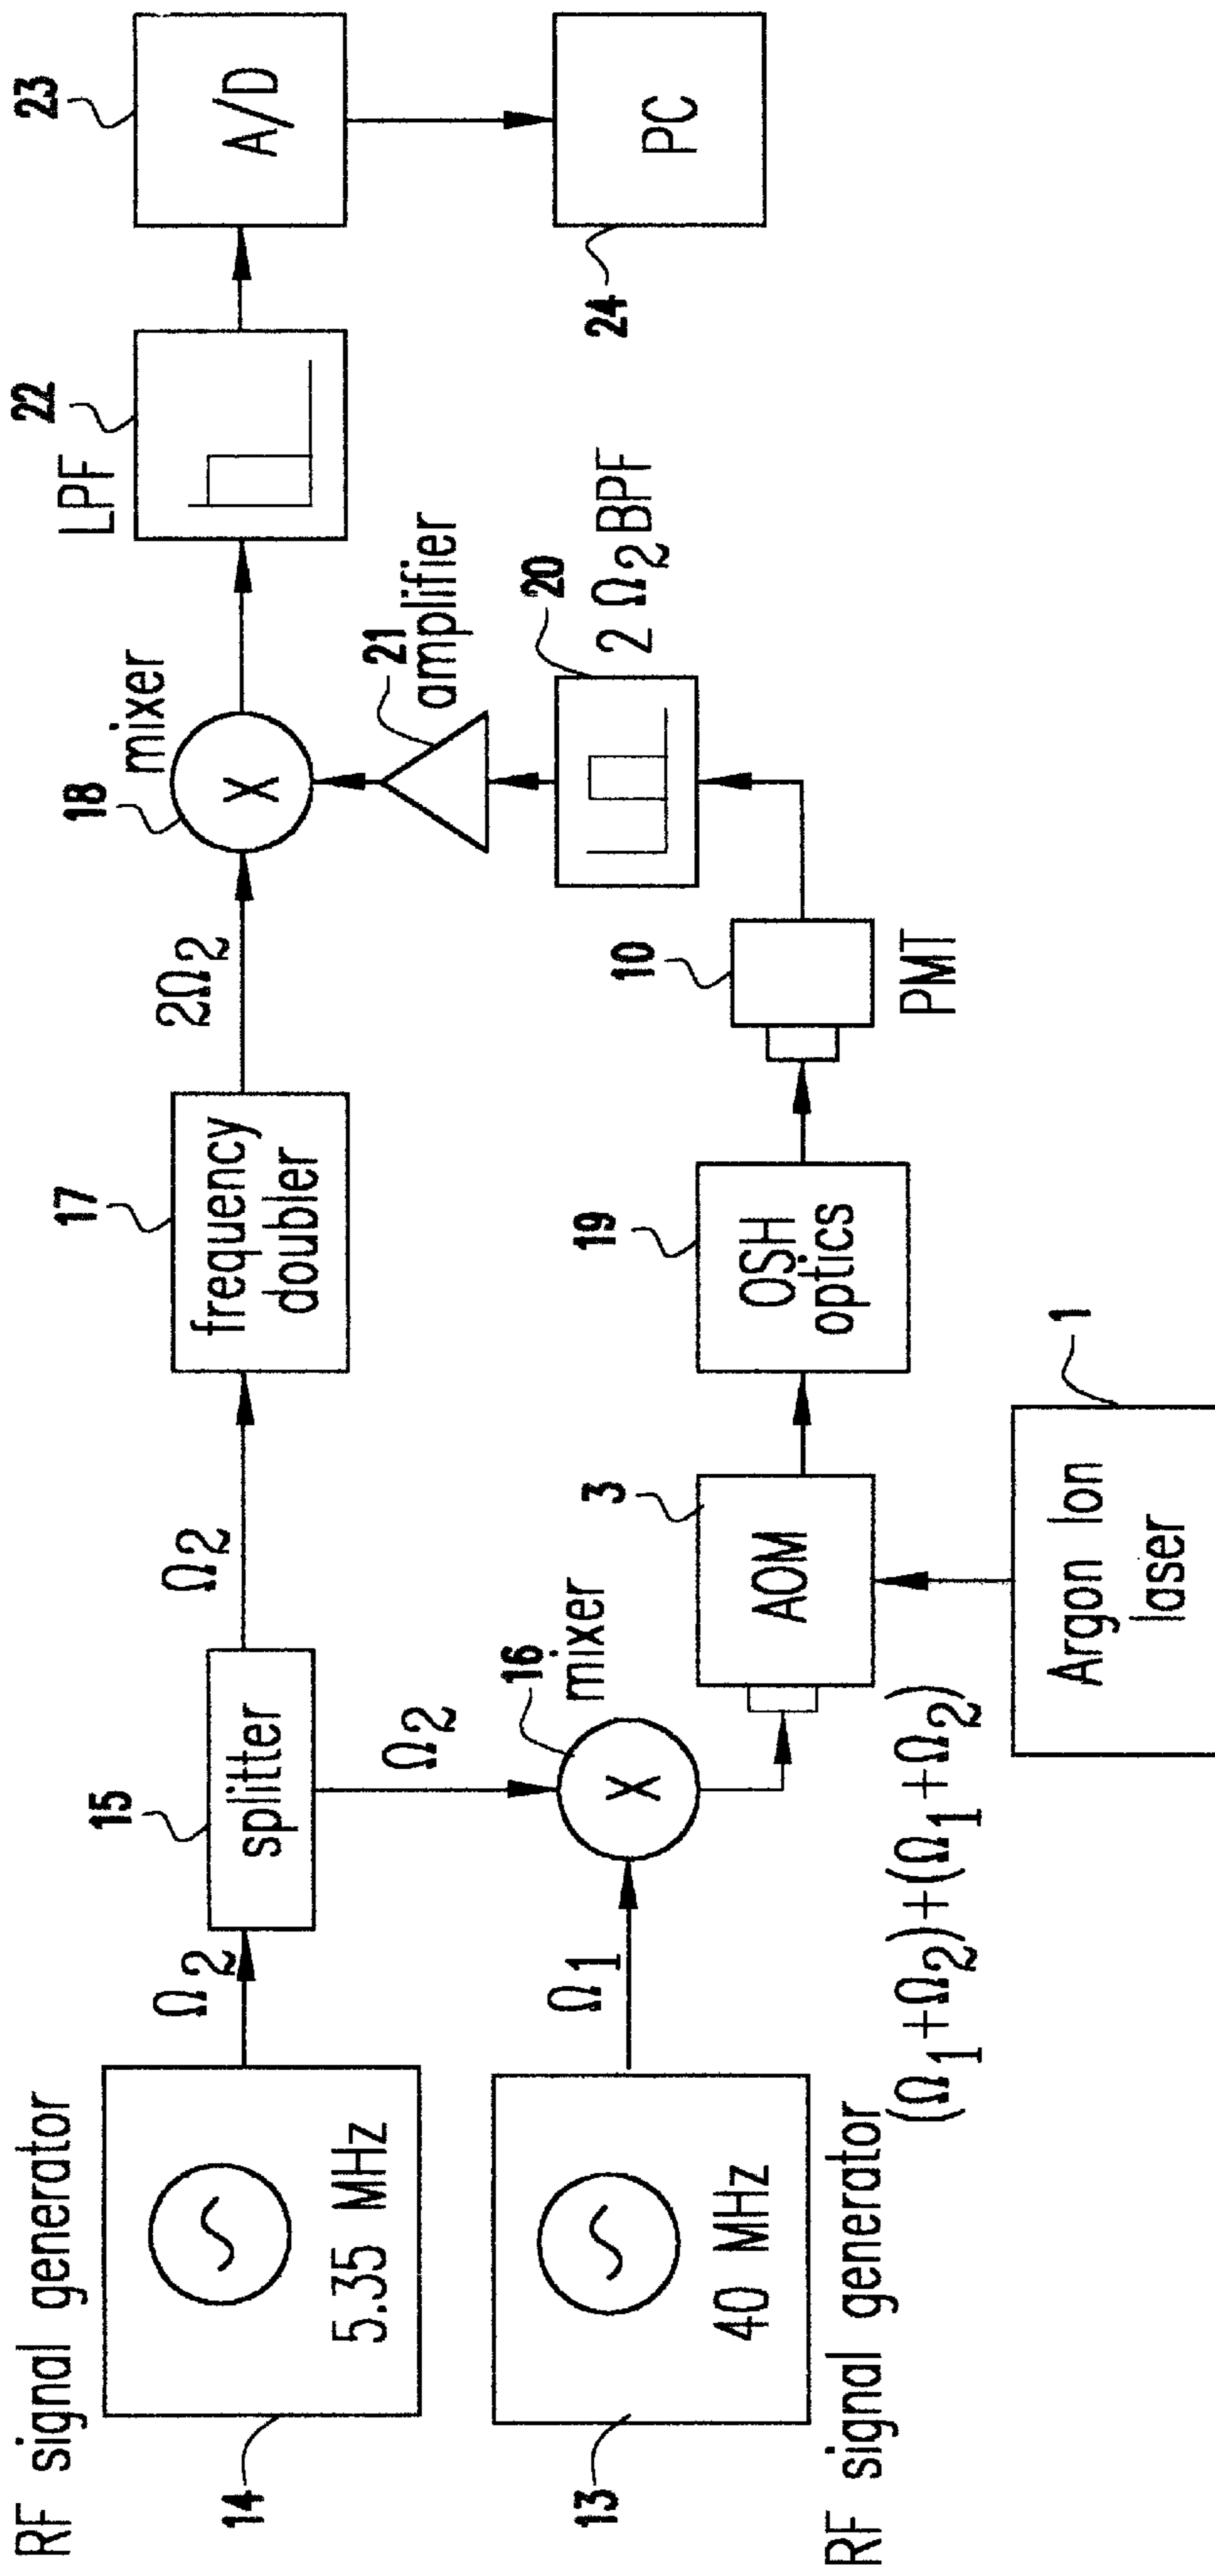 RF signal generator
14
5.35 MHz
Ω2
15
splitter
Ω2
17
frequency
doubler
2Ω2
18
mixer
X
LPF
22
23
A/D
24
PC
RF signal generator
13
40 MHz
Ω1
Ω2
16
mixer
X
(Ω1+Ω2)+(Ω1+Ω2)
3
AOM
1
Argon Ion
laser
19
OSH
optics
10
PMT
20
2 Ω2 BPF
21
amplifier